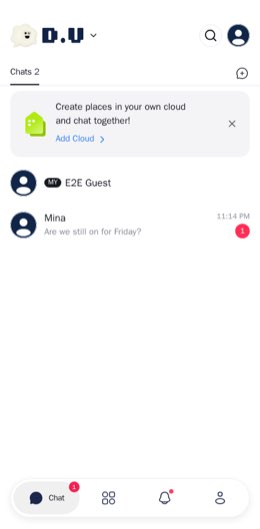 D.U
Chats 2
Create places in your own cloud
and chat together!
Add Cloud
MY E2E Guest
Mina
11:14 PM
Are we still on for Friday?
1
1
Chat